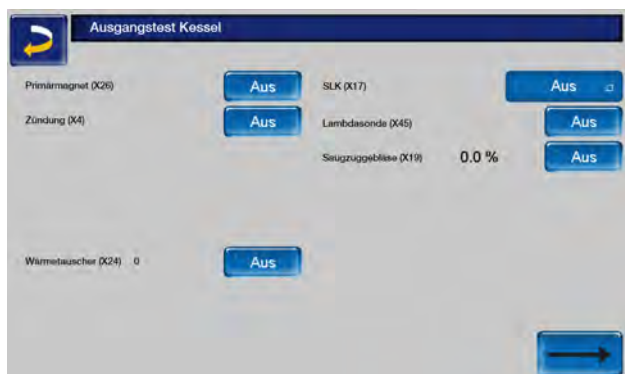 Ausgangstest Kessel
Primärmagnet (X26) Aus SLK (X17) Aus
Zündung (X4) Aus Lambdasonde (X45) Aus
Saugzuggebläse (X19) 0.0 % Aus
Wärmetauscher (X24) 0 Aus